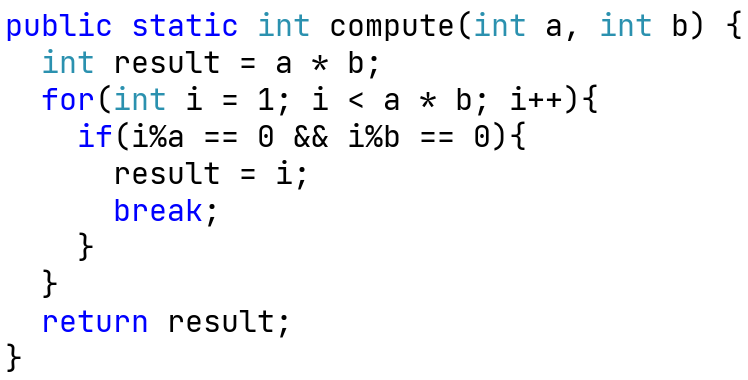 public static int compute(int a, int b) {
  int result = a * b;
  for(int i = 1; i < a * b; i++){
    if(i%a == 0 && i%b == 0){
      result = i;
      break;
    }
  }
  return result;
}